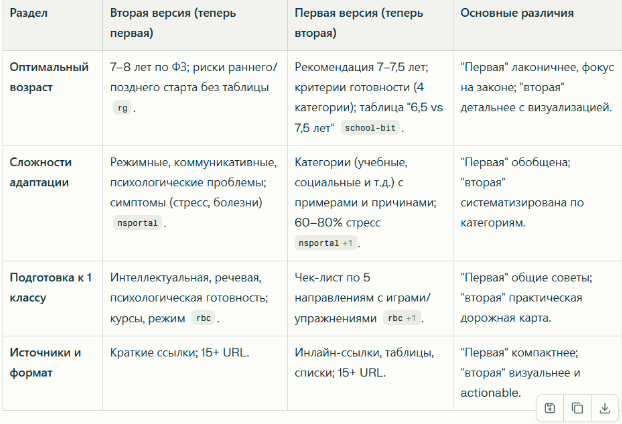 Раздел
Вторая версия (теперь
первая)
Первая версия (теперь
вторая)
Основные различия
Оптимальный
возраст
7–8 лет по ФЗ; риски раннего/
позднего старта без таблицы
rg .
Рекомендация 7–7,5 лет;
критерии готовности (4
категории); таблица "6,5 vs
7,5 лет" school-bit .
"Первая" лаконичнее, фокус
на законе; "вторая"
детальнее с визуализацией.
Сложности
адаптации
Режимные, коммуникативные,
психологические проблемы;
симптомы (стресс, болезни)
nsportal .
Категории (учебные,
социальные и т.д.) с
примерами и причинами;
60–80% стресс
nsportal +1 .
"Первая" обобщена;
"вторая"
систематизирована по
категориям.
Подготовка к 1
классу
Интеллектуальная, речевая,
психологическая готовность;
курсы, режим rbc .
Чек-лист по 5
направлениям с играми/
упражнениями rbc +1 .
"Первая" общие советы;
"вторая" практическая
дорожная карта.
Источники и
формат
Краткие ссылки; 15+ URL.
Инлайн-ссылки, таблицы,
списки; 15+ URL.
"Первая" компактнее;
"вторая" визуальнее и
actionable.